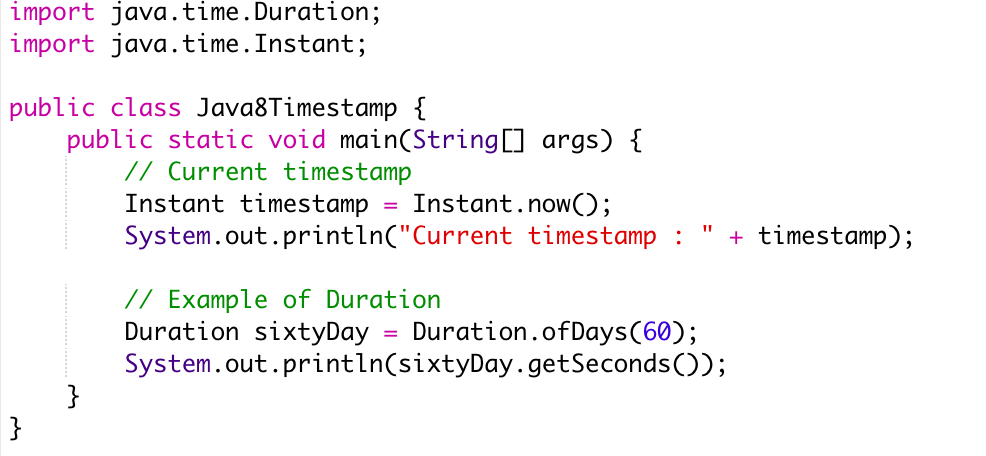 import java.time.Duration;
import java.time.Instant;

public class Java8Timestamp {
    public static void main(String[] args) {
        // Current timestamp
        Instant timestamp = Instant.now();
        System.out.println("Current timestamp : " + timestamp);

        // Example of Duration
        Duration sixtyDay = Duration.ofDays(60);
        System.out.println(sixtyDay.getSeconds());
    }
}